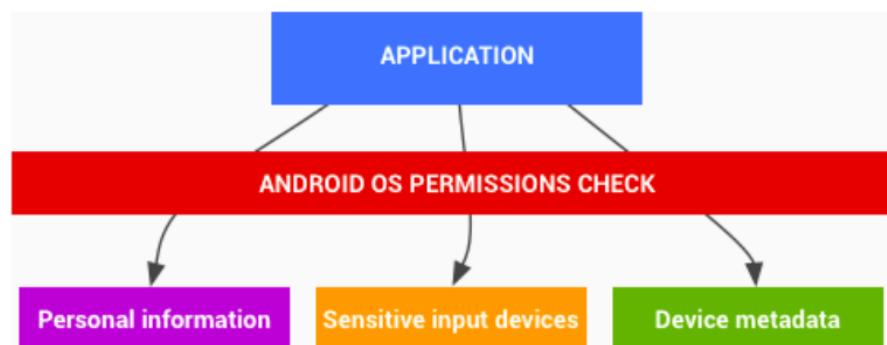 APPLICATION
ANDROID OS PERMISSIONS CHECK
Personal information
Sensitive input devices
Device metadata